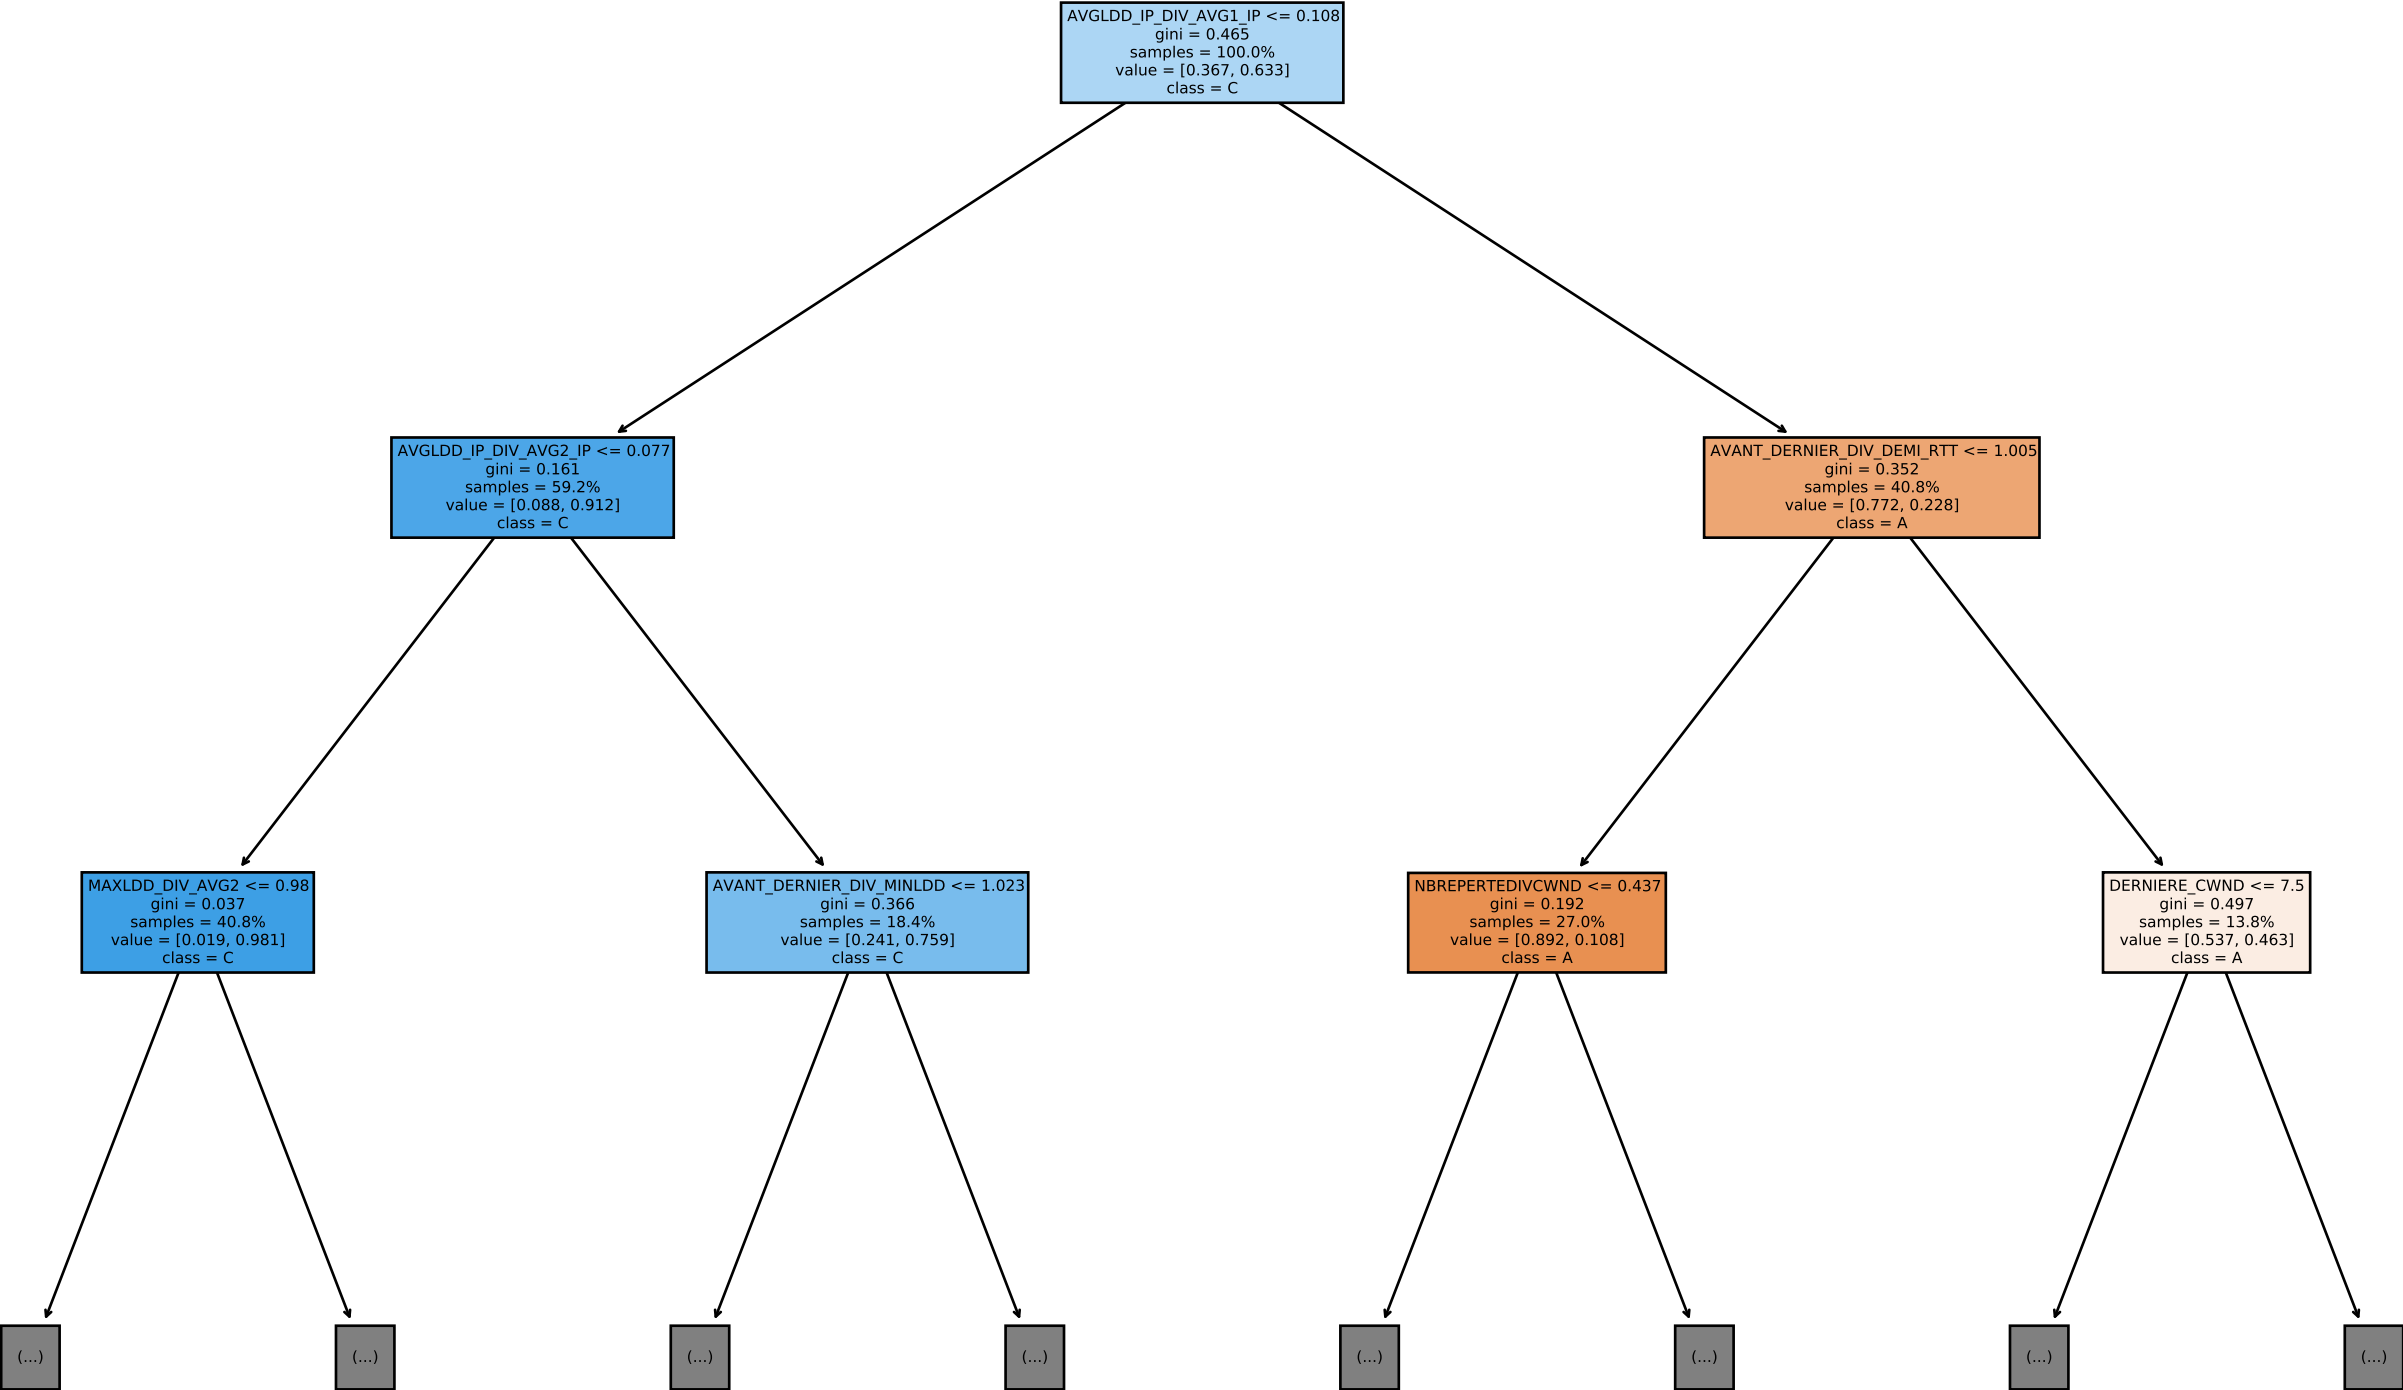 AVGLDD_IP_DIV_AVG1_IP <= 0.108
gini = 0.465
samples = 100.0%
value = [0.367, 0.633]
class = C
AVGLDD_IP_DIV_AVG2_IP <= 0.077
gini = 0.161
samples = 59.2%
value = [0.088, 0.912]
class = C
AVANT_DERNIER_DIV_DEMI_RTT <= 1.005
gini = 0.352
samples = 40.8%
value = [0.772, 0.228]
class = A
MAXLDD_DIV_AVG2 <= 0.98
gini = 0.037
samples = 40.8%
value = [0.019, 0.981]
class = C
AVANT_DERNIER_DIV_MINLDD <= 1.023
gini = 0.366
samples = 18.4%
value = [0.241, 0.759]
class = C
NBREPERTEDIVCWND <= 0.437
gini = 0.192
samples = 27.0%
value = [0.892, 0.108]
class = A
DERNIERE_CWND <= 7.5
gini = 0.497
samples = 13.8%
value = [0.537, 0.463]
class = A
(...)
(...)
(...)
(...)
(...)
(...)
(...)
(...)